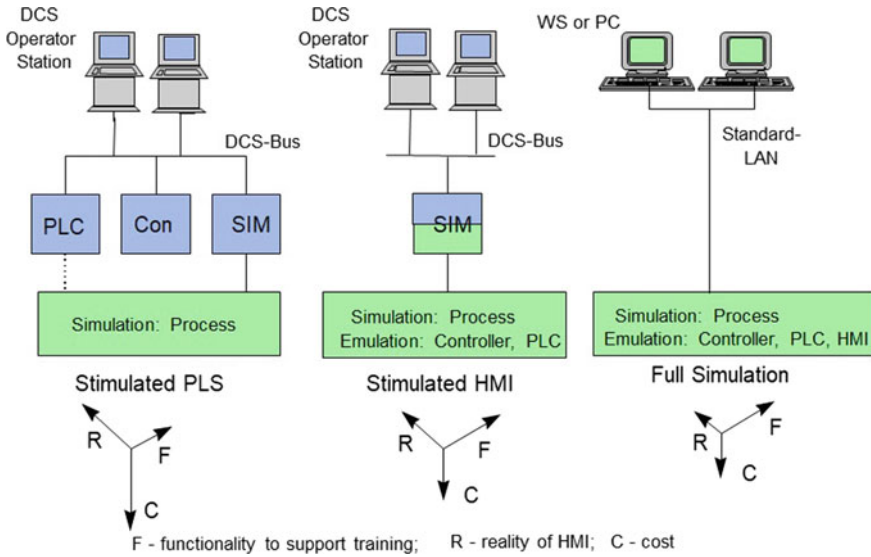 DCS
Operator
Station
DCS-Bus
PLC
Con
SIM
Simulation: Process
Stimulated PLS
R
F
C
DCS
Operator
Station
DCS-Bus
SIM
Simulation: Process
Emulation: Controller, PLC
Stimulated HMI
R
F
C
WS or PC
Standard-
LAN
Simulation: Process
Emulation: Controller, PLC, HMI
Full Simulation
R
F
C
F - functionality to support training; R - reality of HMI; C - cost